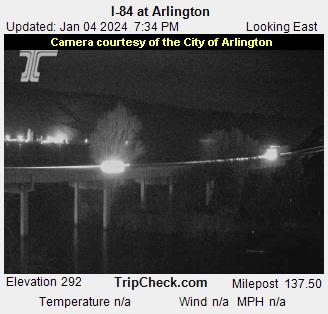 I-84 at Arlington
Updated: Jan 04 2024 7:34 PM Looking East
Camera courtesy of the City of Arlington
Elevation 292 TripCheck.com Milepost 137.50
Temperature n/a Wind n/a MPH n/a